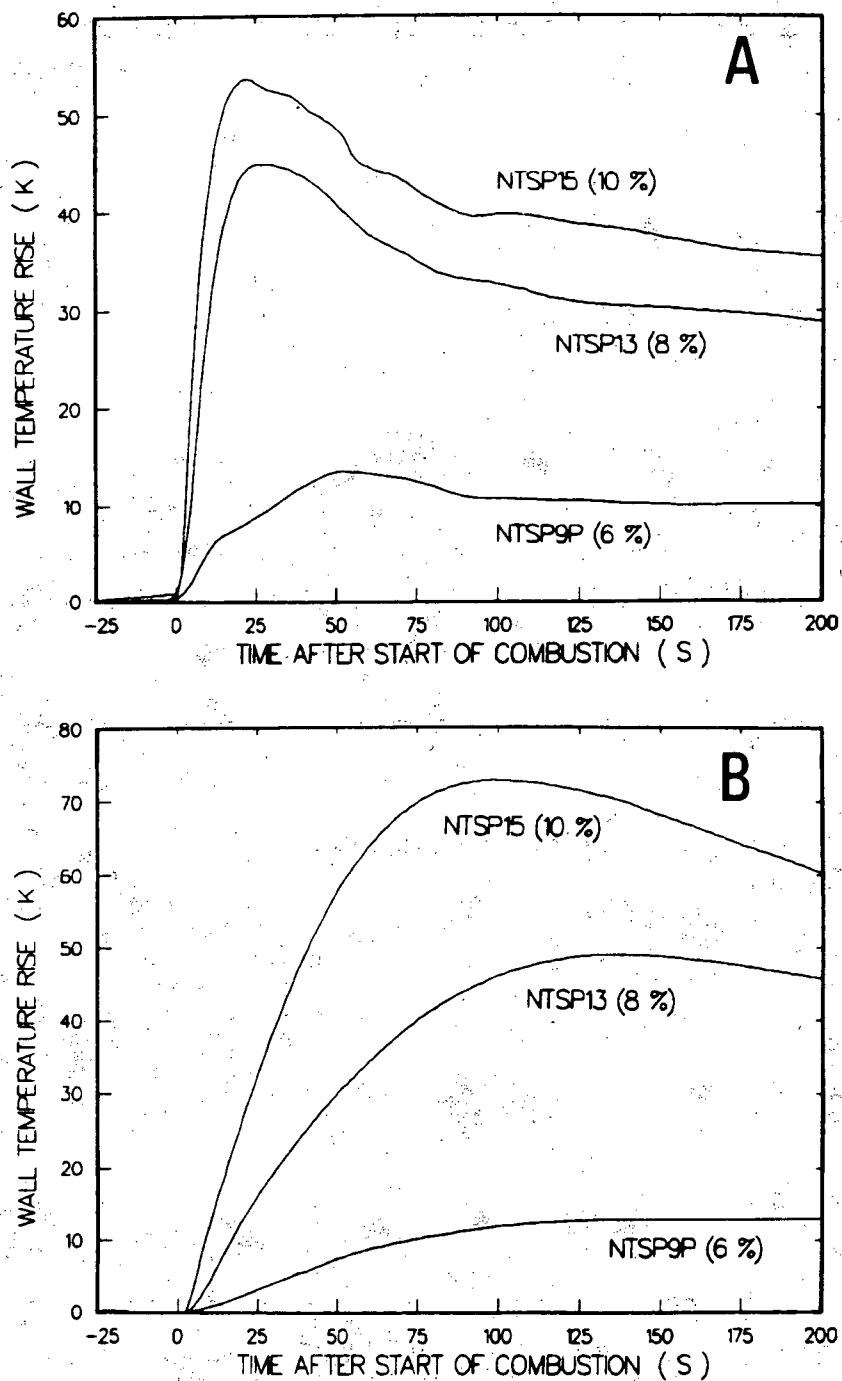 A
60
50
40
30
20
10
0
WALL TEMPERATURE RISE (K)
NTSP15 (10 %)
NTSP13 (8 %)
NTSP9P (6 %)
-25 0 25 50 75 100 125 150 175 200
TIME AFTER START OF COMBUSTION (S)
B
80
70
60
50
40
30
20
10
0
WALL TEMPERATURE RISE (K)
NTSP15 (10 %)
NTSP13 (8 %)
NTSP9P (6 %)
-25 0 25 50 75 100 125 150 175 200
TIME AFTER START OF COMBUSTION (S)